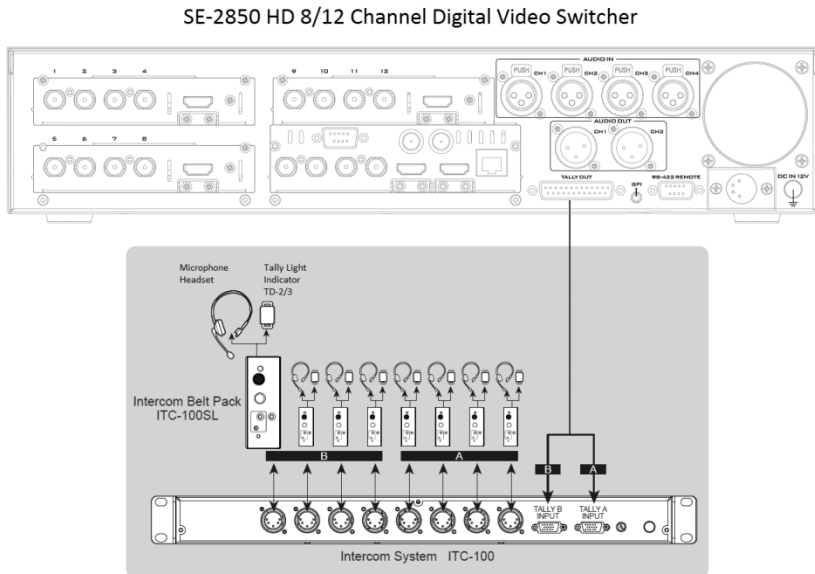 SE-2850 HD 8/12 Channel Digital Video Switcher
1 2 3 4
9 10 11 12
AUDIO IN
PUSH CH1 PUSH CH2 PUSH CH3 PUSH CH4
AUDIO OUT
CH1 CH2
5 6 7 8
TALLY OUT
GPI
RS-422 REMOTE
DC IN 12V
Microphone
Headset
Tally Light
Indicator
TD-2/3
Intercom Belt Pack
ITC-100SL
B
A
B
A
TALLY B
INPUT
TALLY A
INPUT
Intercom System ITC-100